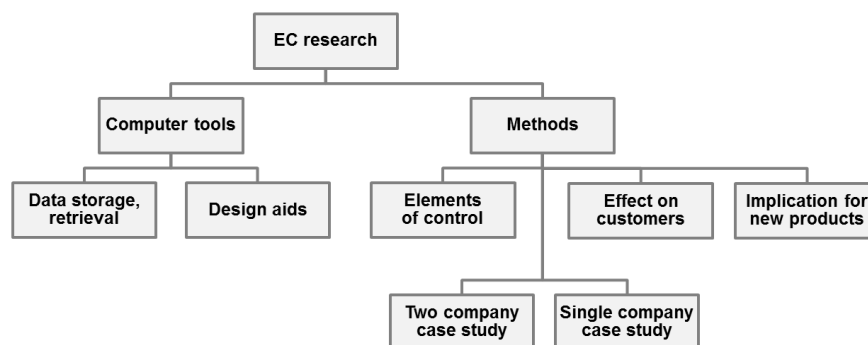 EC research
Computer tools
Methods
Data storage,
retrieval
Design aids
Elements
of control
Effect on
customers
Implication for
new products
Two company
case study
Single company
case study